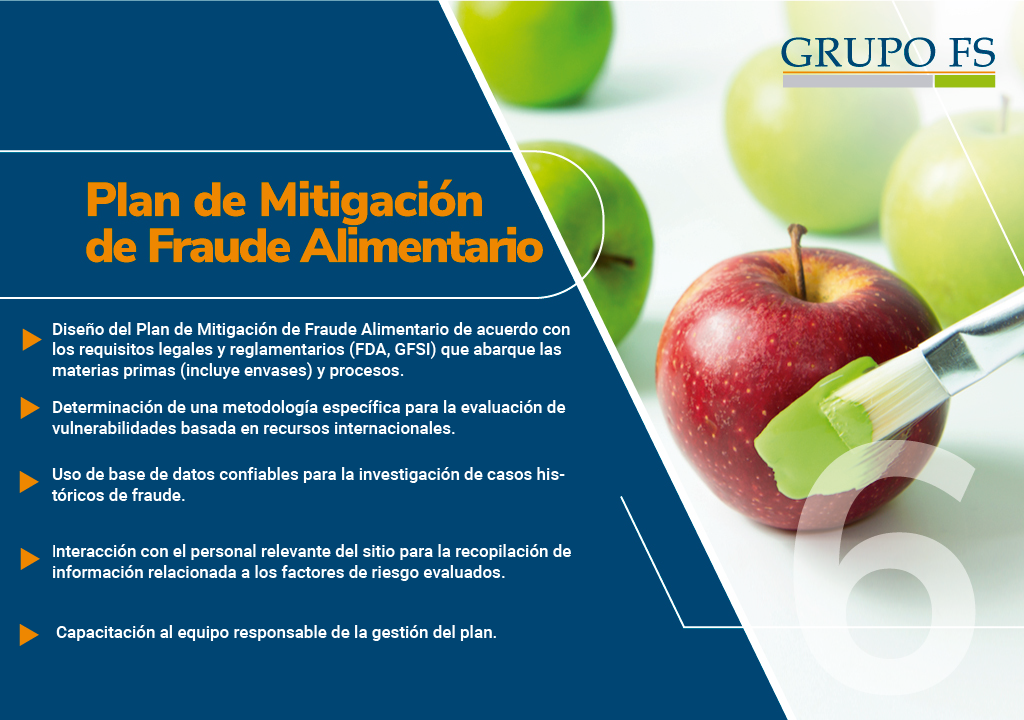 GRUPO FS
Plan de Mitigación
de Fraude Alimentario
Diseño del Plan de Mitigación de Fraude Alimentario de acuerdo con
los requisitos legales y reglamentarios (FDA, GFSI) que abarque las
materias primas (incluye envases) y procesos.
Determinación de una metodología específica para la evaluación de
vulnerabilidades basada en recursos internacionales.
Uso de base de datos confiables para la investigación de casos his-
tóricos de fraude.
Interacción con el personal relevante del sitio para la recopilación de
información relacionada a los factores de riesgo evaluados.
Capacitación al equipo responsable de la gestión del plan.
6